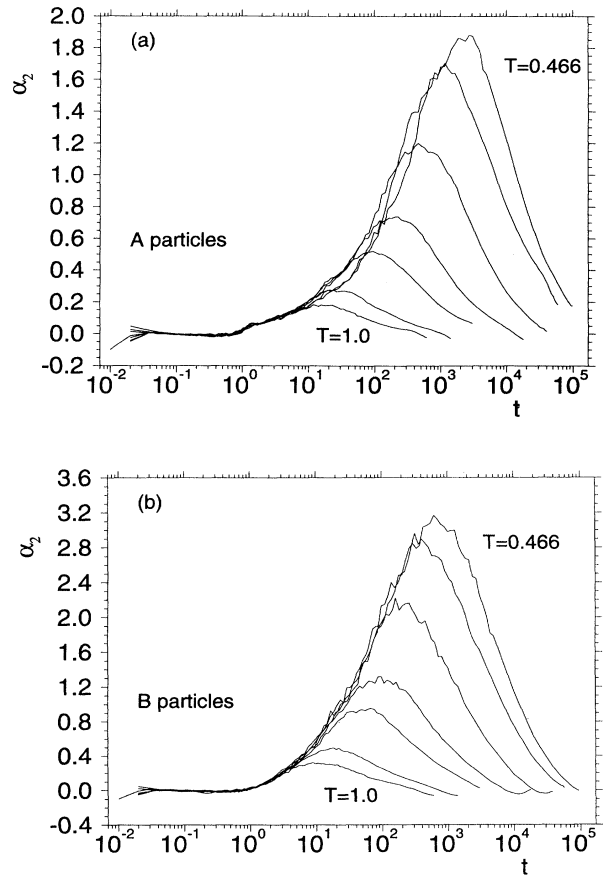 (a)
2.0
1.8
1.6
1.4
1.2
1.0
0.8
0.6
0.4
0.2
0.0
-0.2
α₂
T=0.466
A particles
T=1.0
10⁻² 10⁻¹ 10⁰ 10¹ 10² 10³ 10⁴ 10⁵
t
(b)
3.6
3.2
2.8
2.4
2.0
1.6
1.2
0.8
0.4
0.0
-0.4
α₂
T=0.466
B particles
T=1.0
10⁻² 10⁻¹ 10⁰ 10¹ 10² 10³ 10⁴ 10⁵
t